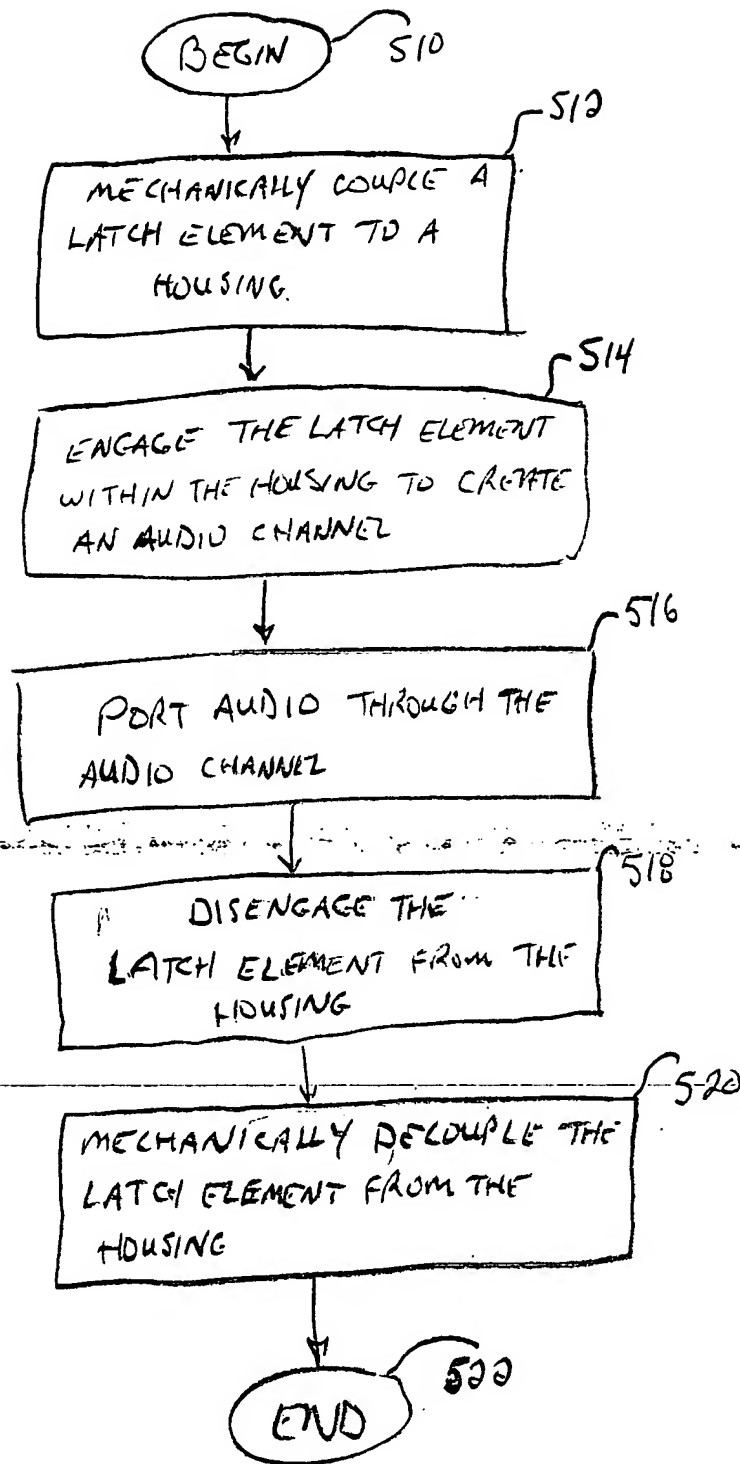 BEGIN 510
512
MECHANICALLY COUPLE A
LATCH ELEMENT TO A
HOUSING.
514
ENGAGE THE LATCH ELEMENT
WITHIN THE HOUSING TO CREATE
AN AUDIO CHANNEL
516
PORT AUDIO THROUGH THE
AUDIO CHANNEL
518
DISENGAGE THE
LATCH ELEMENT FROM THE
HOUSING
520
MECHANICALLY DECOUPLE THE
LATCH ELEMENT FROM THE
HOUSING
522
END